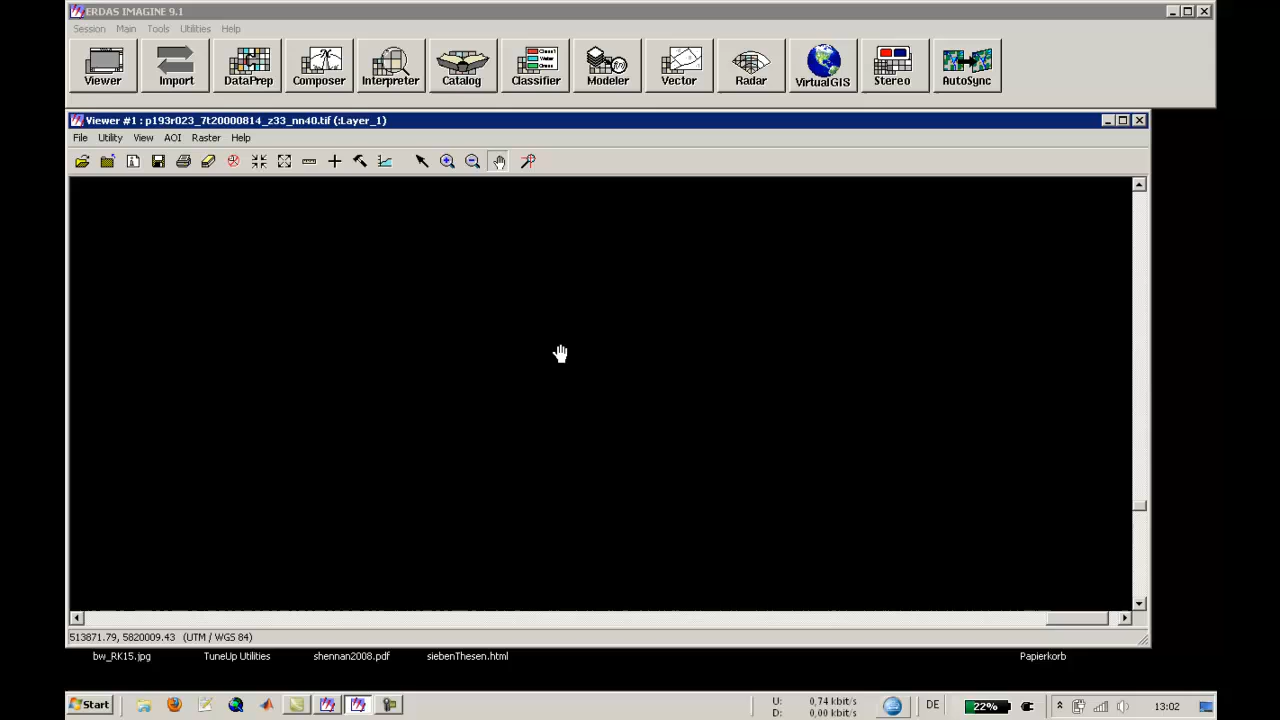 ERDAS IMAGINE 9.1
Session Main Tools Utilities Help
Viewer Import DataPrep Composer Interpreter Catalog Classifier Modeler Vector Radar VirtualGIS Stereo AutoSync
Viewer #1 : p193r023_7t20000814_z33_nn40.tif (:Layer_1)
File Utility View AOI Raster Help
513871.79, 5820009.43 (UTM / WGS 84)
bw_RK15.jpg TuneUp Utilities shennan2008.pdf siebenThesen.html Papierkorb
Start U: 0,74 kbit/s DE 22% 13:02
D: 0,00 kbit/s